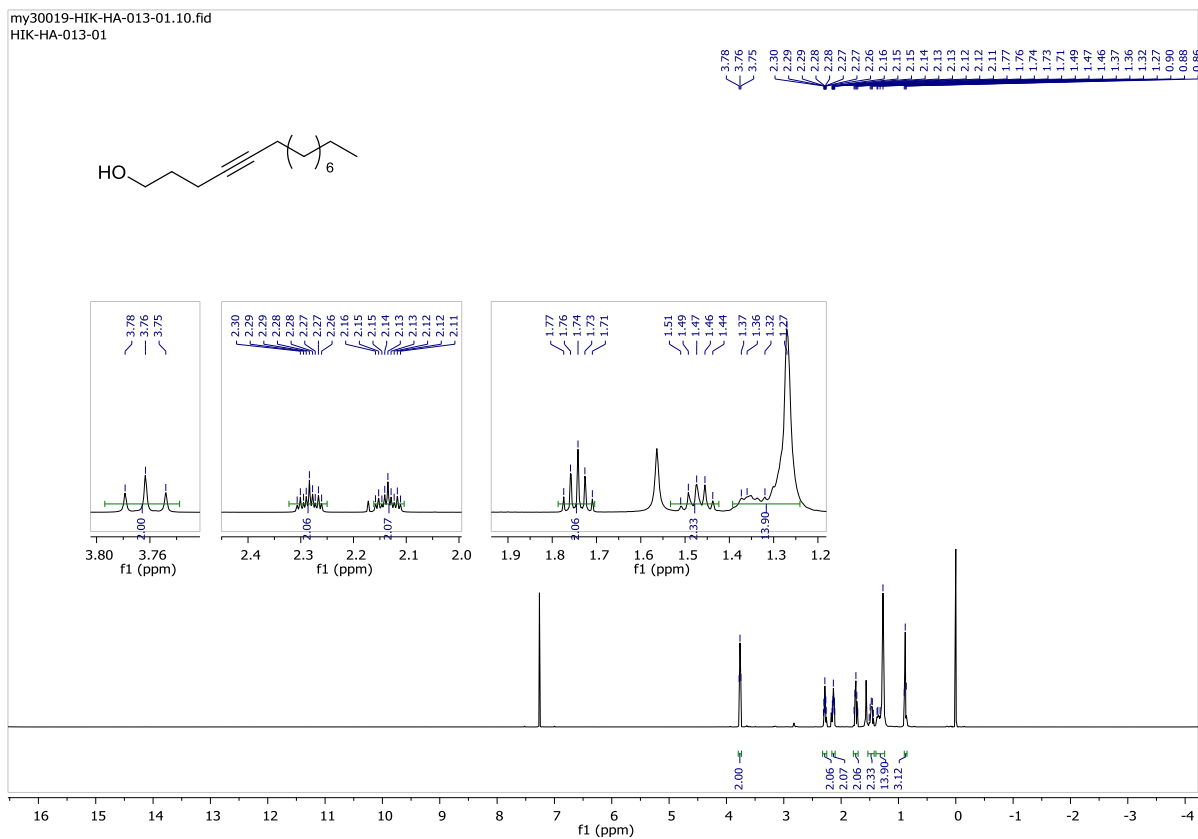 my30019-HIK-HA-013-01.10.fid
HIK-HA-013-01
3.78 3.76 3.75 2.30 2.29 2.29 2.28 2.28 2.27 2.27 2.26 2.16 2.15 2.15 2.14 2.13 2.13 2.12 2.12 2.11 1.77 1.76 1.74 1.73 1.71 1.49 1.47 1.46 1.37 1.36 1.32 1.27 0.90 0.88 0.86
HO
6
3.78 3.76 3.75
2.30 2.29 2.29 2.28 2.28 2.27 2.27 2.26 2.16 2.15 2.15 2.14 2.13 2.13 2.12 2.12 2.11
1.77 1.76 1.74 1.73 1.71 1.51 1.49 1.47 1.46 1.44 1.37 1.36 1.32 1.27
2.00
2.06 2.07
2.06 2.33 13.90
3.80 3.76
f1 (ppm)
2.4 2.3 2.2 2.1 2.0
f1 (ppm)
1.9 1.8 1.7 1.6 1.5 1.4 1.3 1.2
f1 (ppm)
2.00 2.06 2.07 2.06 2.33 13.90 3.12
16 15 14 13 12 11 10 9 8 7 6 5 4 3 2 1 0 -1 -2 -3 -4
f1 (ppm)